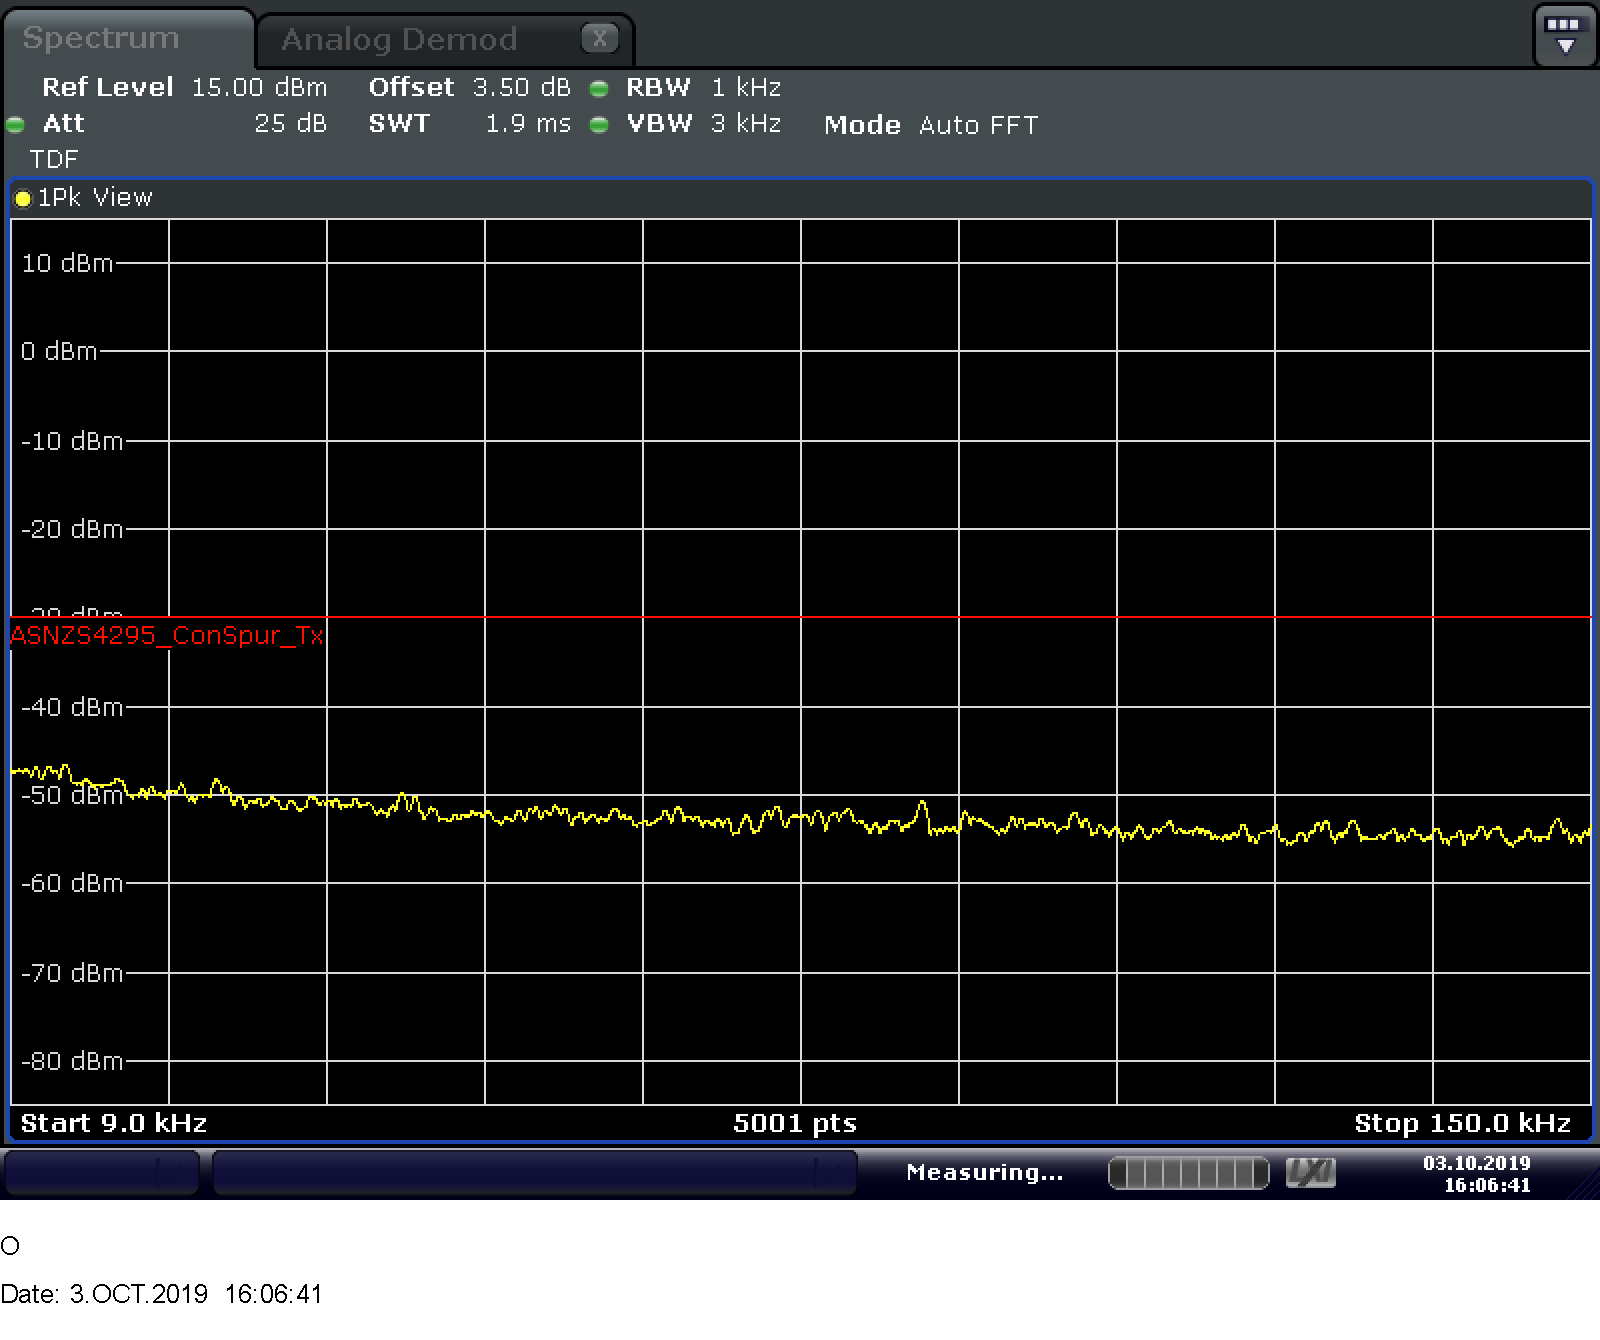 Spectrum Analog Demod X
Ref Level 15.00 dBm Offset 3.50 dB RBW 1 kHz
Att 25 dB SWT 1.9 ms VBW 3 kHz Mode Auto FFT
TDF
1Pk View
10 dBm
0 dBm
-10 dBm
-20 dBm
-30 dBm
ASNZS4295_ConSpur_Tx
-40 dBm
-50 dBm
-60 dBm
-70 dBm
-80 dBm
Start 9.0 kHz 5001 pts Stop 150.0 kHz
Measuring... LXI 03.10.2019
16:06:41
O
Date: 3.OCT.2019 16:06:41